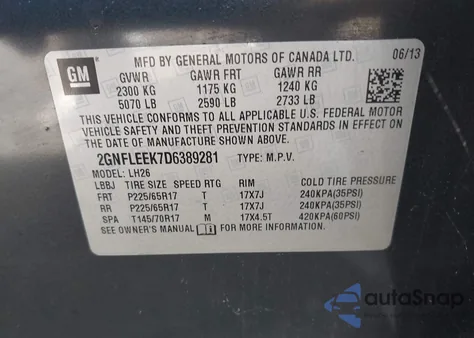 GM
MFD BY GENERAL MOTORS OF CANADA LTD. 06/13
GVWR GAWR FRT GAWR RR
2300 KG 1175 KG 1240 KG
5070 LB 2590 LB 2733 LB
THIS VEHICLE CONFORMS TO ALL APPLICABLE U.S. FEDERAL MOTOR
VEHICLE SAFETY AND THEFT PREVENTION STANDARDS IN EFFECT ON
THE DATE OF MANUFACTURE SHOWN ABOVE.
2GNFLEEK7D6389281 TYPE: M.P.V.
MODEL: LH26
LBBJ TIRE SIZE SPEED RTG RIM COLD TIRE PRESSURE
FRT P225/65R17 T 17X7J 240KPA(35PSI)
RR P225/65R17 T 17X7J 240KPA(35PSI)
SPA T145/70R17 M 17X4.5T 420KPA(60PSI)
SEE OWNER'S MANUAL FOR ADDITIONAL INFORMATION.
autoSnap